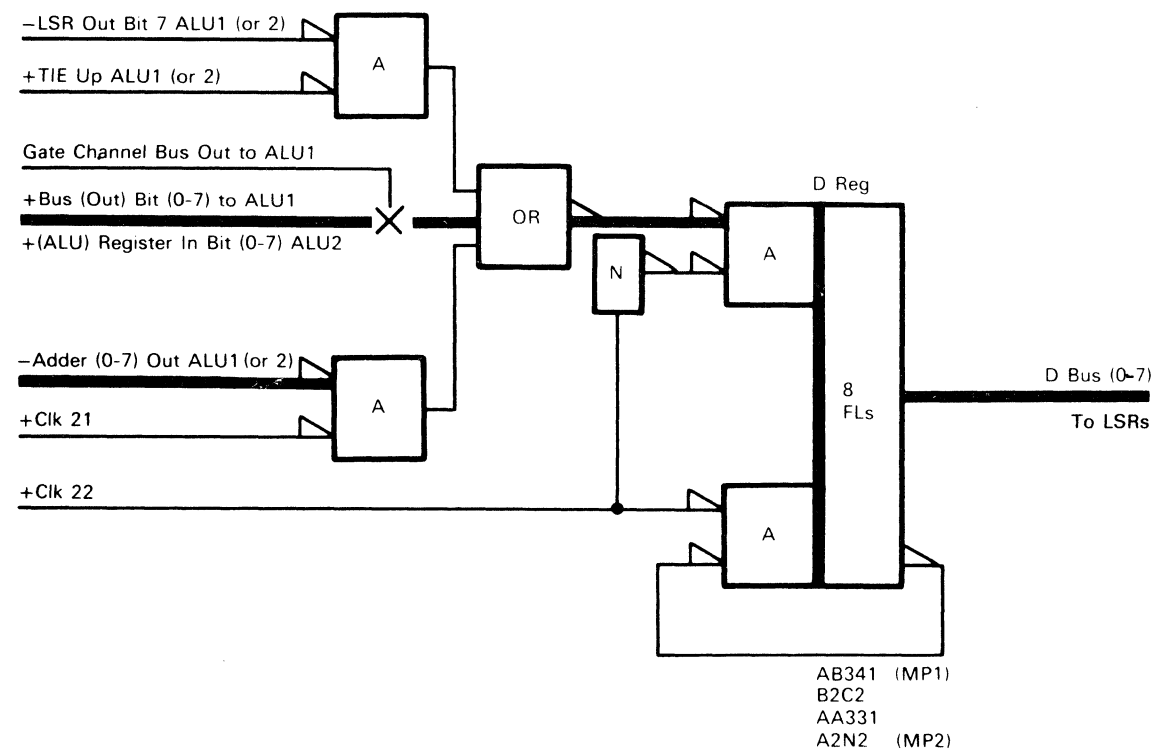 −LSR Out Bit 7 ALU1 (or 2)
A
+TIE Up ALU1 (or 2)
Gate Channel Bus Out to ALU1
+Bus (Out) Bit (0-7) to ALU1
OR
+(ALU) Register In Bit (0-7) ALU2
D Reg
A
N
−Adder (0-7) Out ALU1 (or 2)
A
+Clk 21
8
FLs
D Bus (0-7)
To LSRs
+Clk 22
A
AB341 (MP1)
B2C2
AA331
A2N2 (MP2)